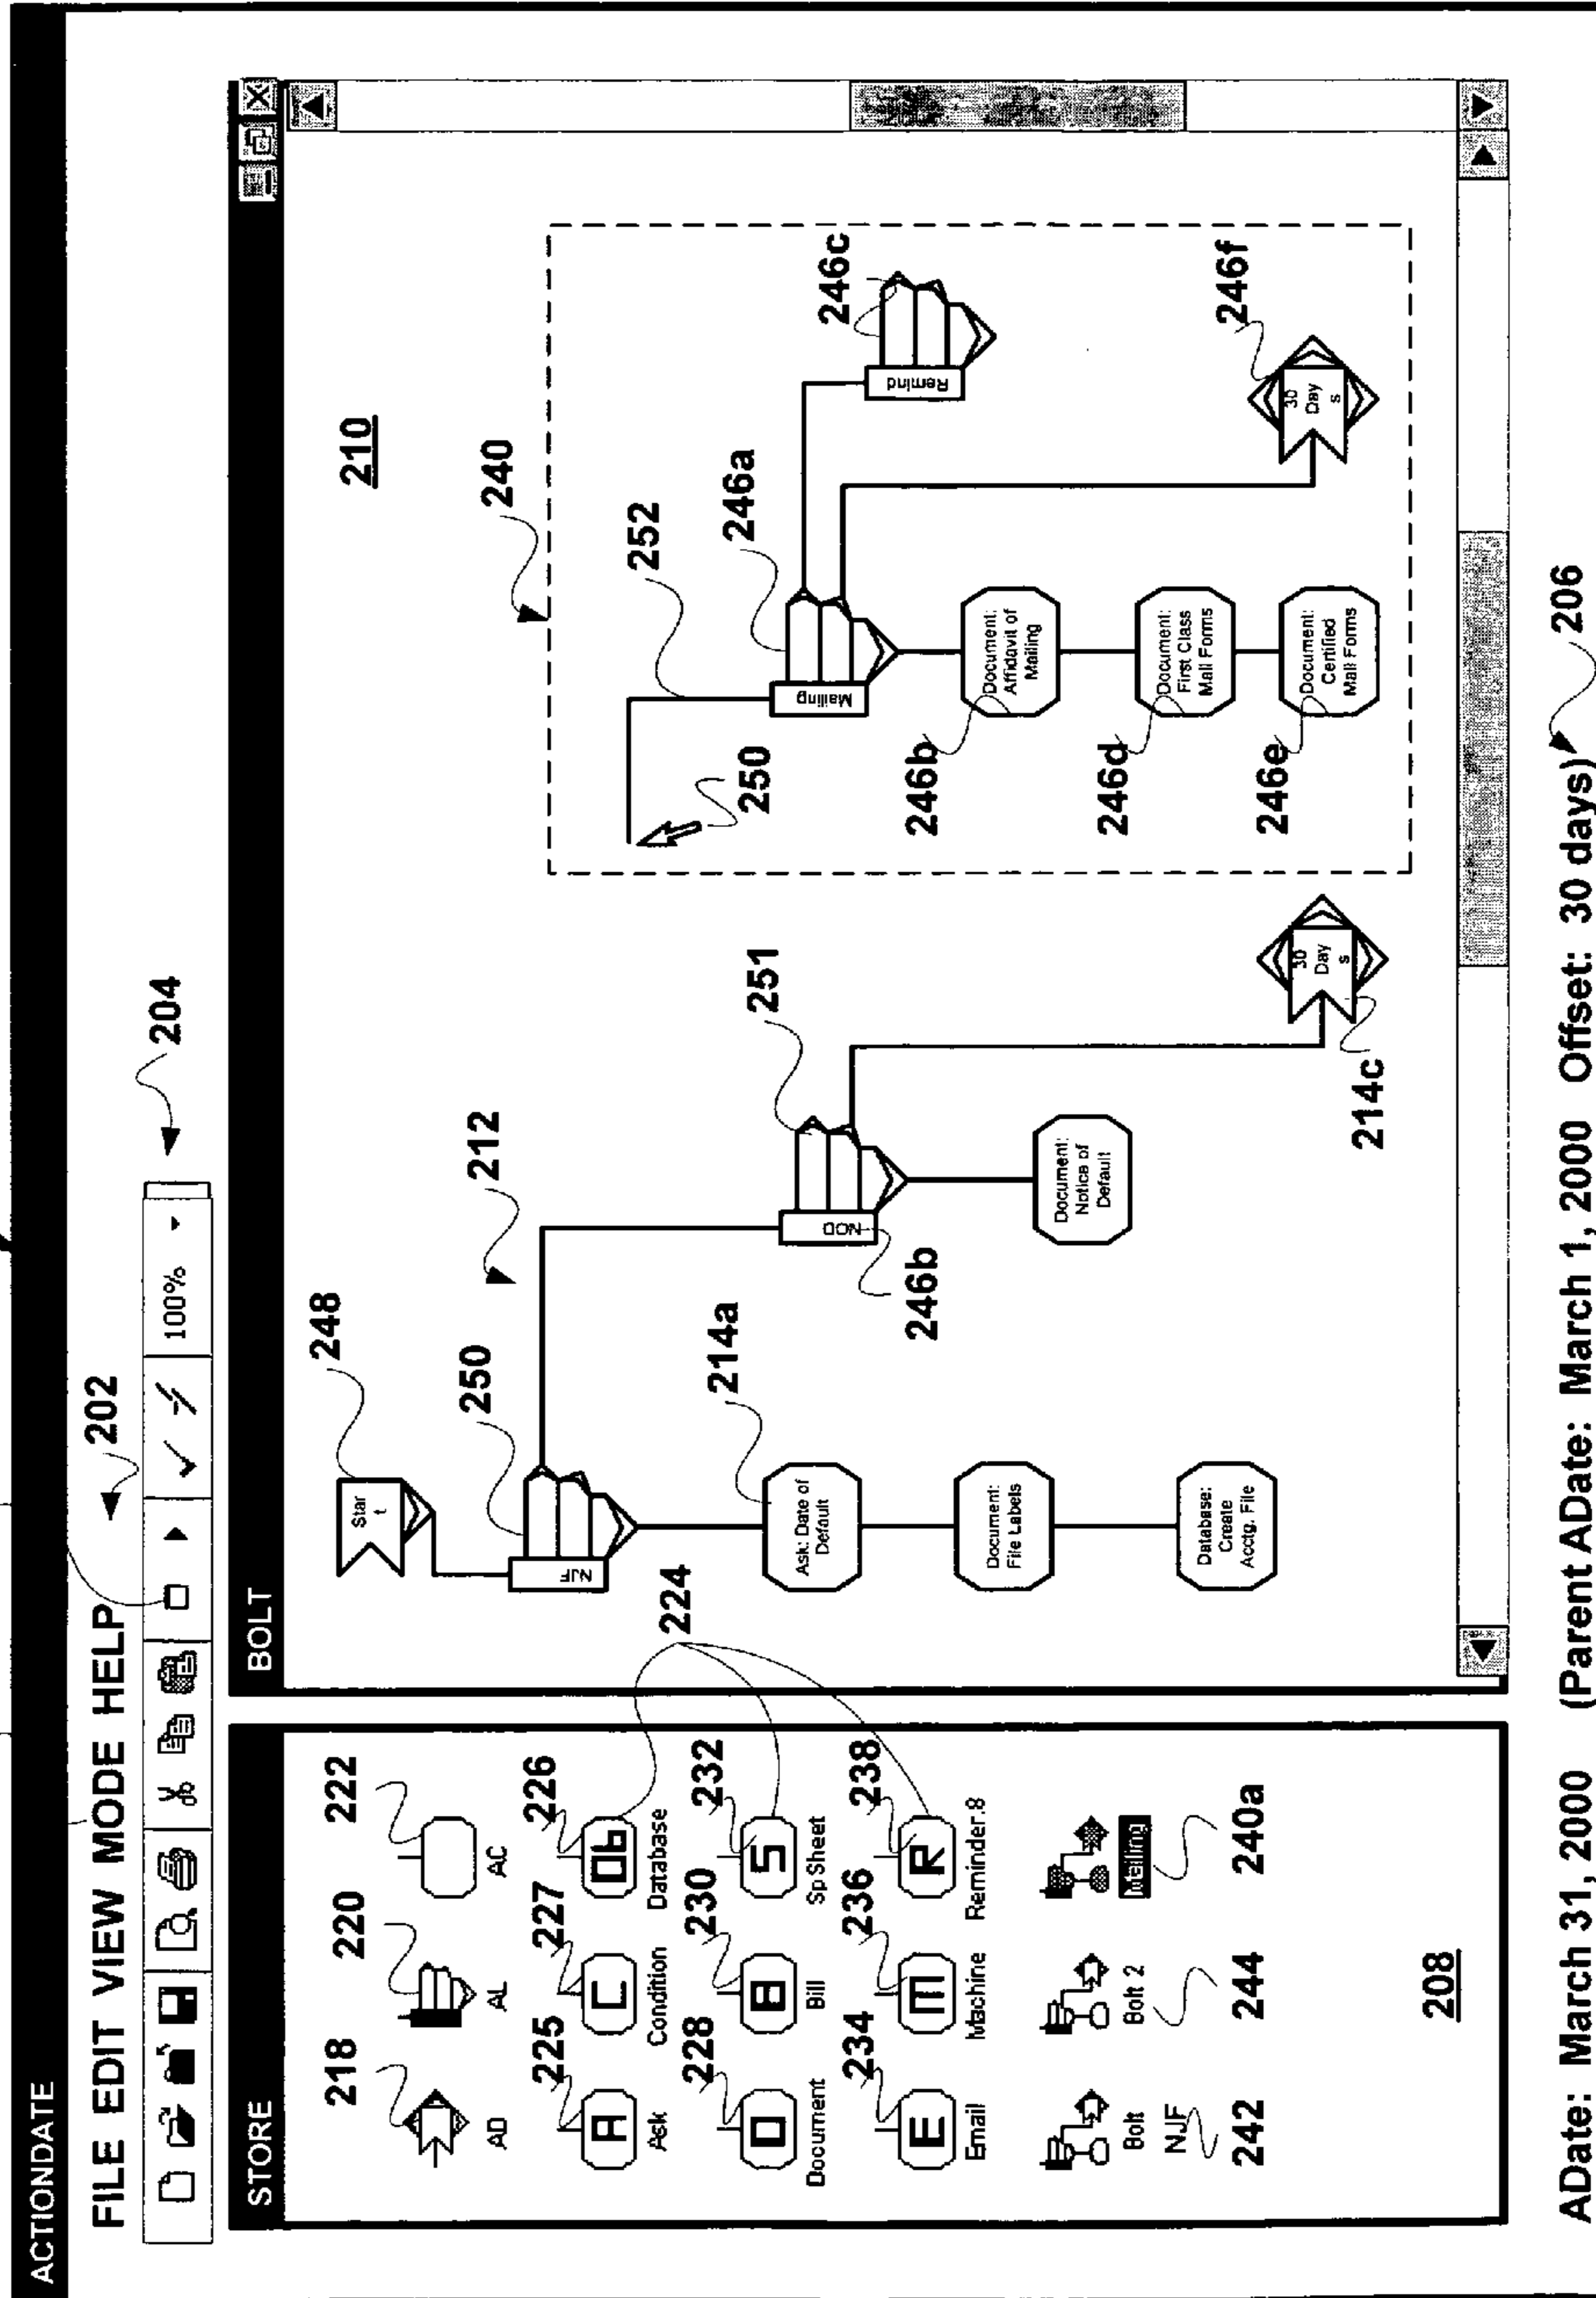 ACTIONDATE
FILE EDIT VIEW MODE HELP
202
204
100%
STORE
218
220
222
AD
AL
AC
225
227
226
A
C
Db
Ask
Condition
Database
228
230
232
D
B
S
Document
Bill
Sp Sheet
234
236
238
E
M
R
Email
Machine
Reminder.8
Bolt
Bolt 2
Mailing
NJF
242
244
240a
208
224
BOLT
248
210
Star
t
212
240
250
NJF
252
214a
251
246a
246c
250
Mailing
Remind
Ask: Date of
Default
NOD
246b
246b
Document:
Affidavit of
Mailing
Document:
File Labels
Document:
Notice of
Default
246d
Document:
First Class
Mail Forms
Database:
Create
Acctg. File
30
Day
s
214c
246e
Document:
Certified
Mail Forms
30
Day
s
246f
ADate: March 31, 2000 (Parent ADate: March 1, 2000 Offset: 30 days)
206